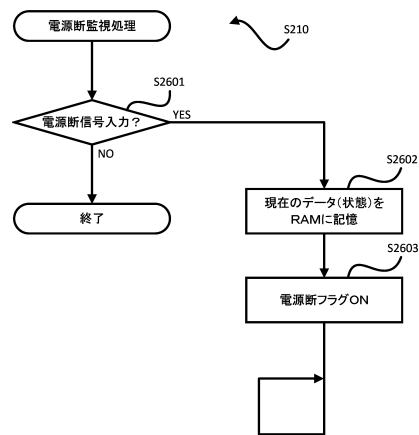 電源断監視処理
S210
S2601
電源断信号入力？
YES
NO
S2602
現在のデータ(状態)を
RAMに記憶
終了
S2603
電源断フラグON